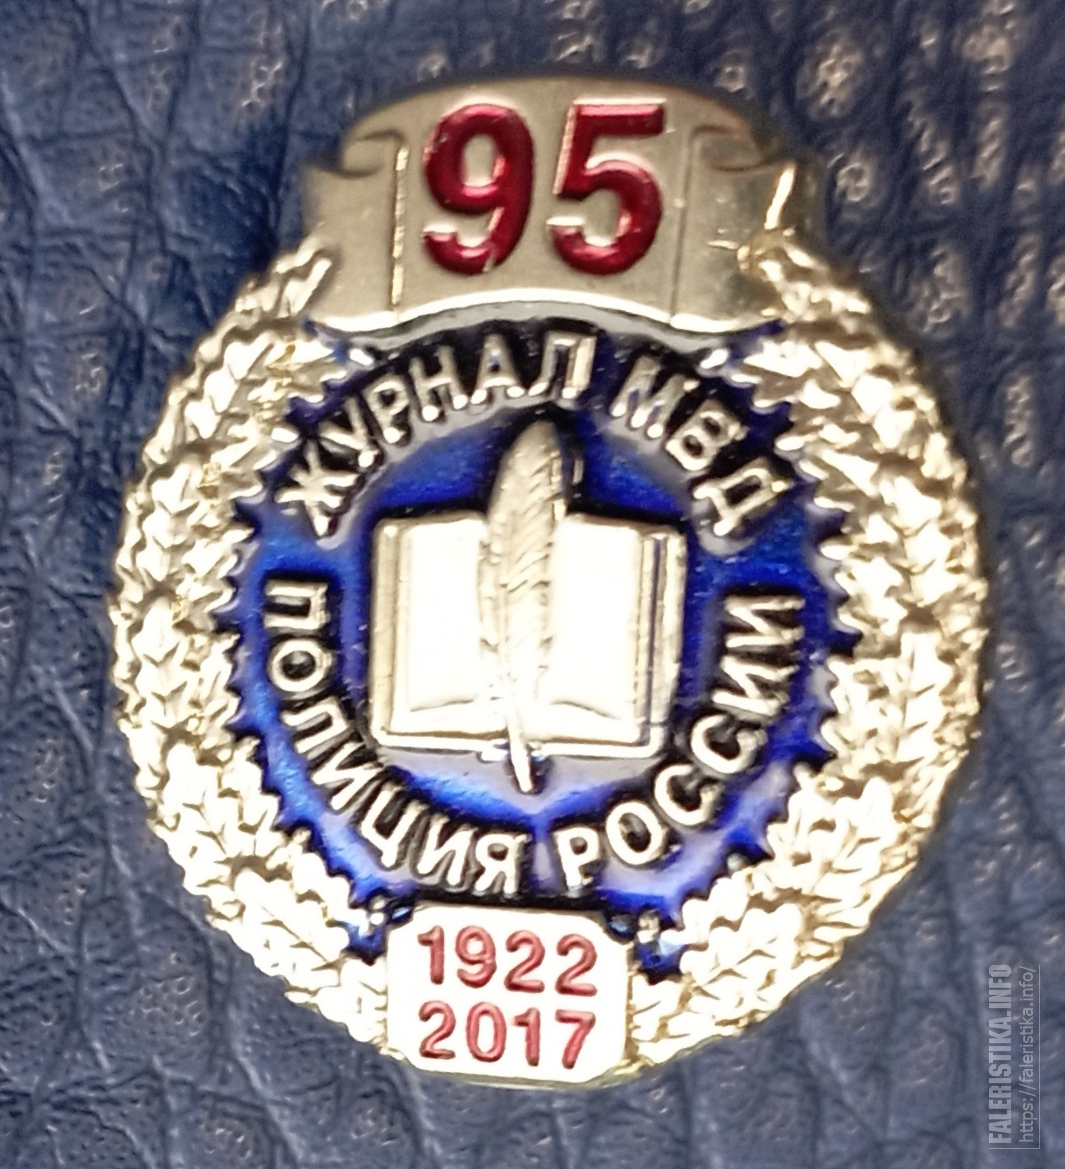 95
ЖУРНАЛ МВД
ПОЛИЦИЯ РОССИИ
1922
2017
FALERISTIKA.INFO
https://faleristika.info/